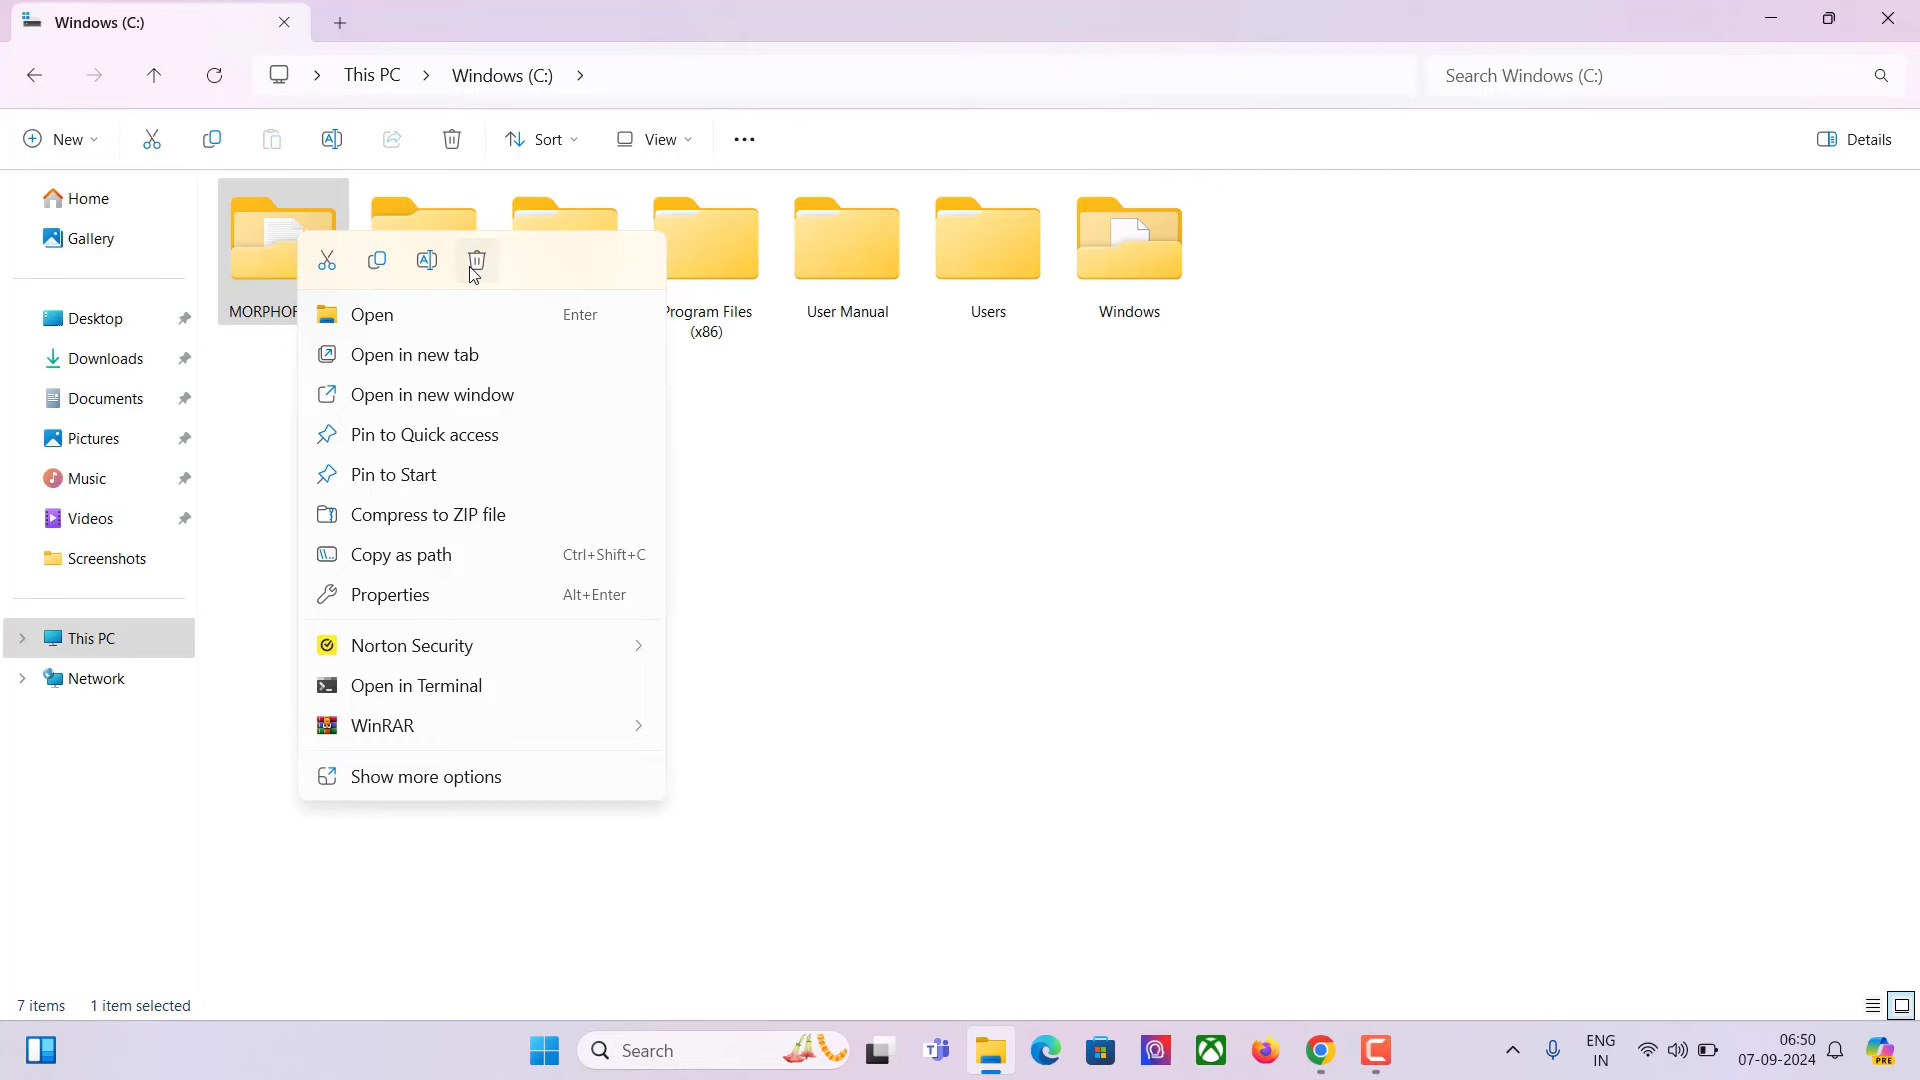 Windows (C:)
This PC
Windows (C:)
Search Windows (C:)
New
Sort
View
Details
Home
Gallery
Desktop
Downloads
Documents
Pictures
Music
Videos
Screenshots
This PC
Network
Program Files
(x86)
User Manual
Users
Windows
Open Enter
Open in new tab
Open in new window
Pin to Quick access
Pin to Start
Compress to ZIP file
Copy as path Ctrl+Shift+C
Properties Alt+Enter
Norton Security
Open in Terminal
WinRAR
Show more options
7 items 1 item selected
Search
ENG
IN
06:50
07-09-2024
PRE